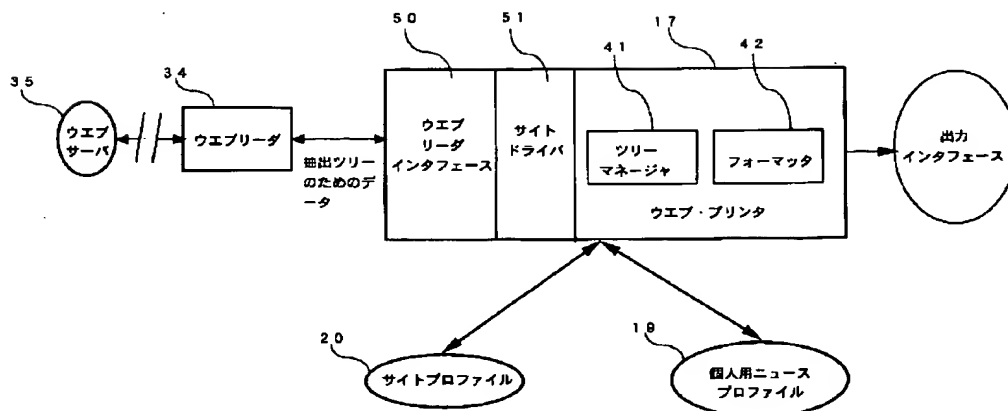 ５０
５１
１７
４１
４２
３４
３５
ウエブ
サーバ
ウエブリーダ
抽出ツリー
のためのデ
ータ
ウエブ
リーダ
インタフェース
サイト
ドライバ
ツリー
マネージャ
フォーマッタ
ウエブ・プリンタ
出力
インタフェース
２０
サイトプロファイル
１９
個人用ニュース
プロファイル